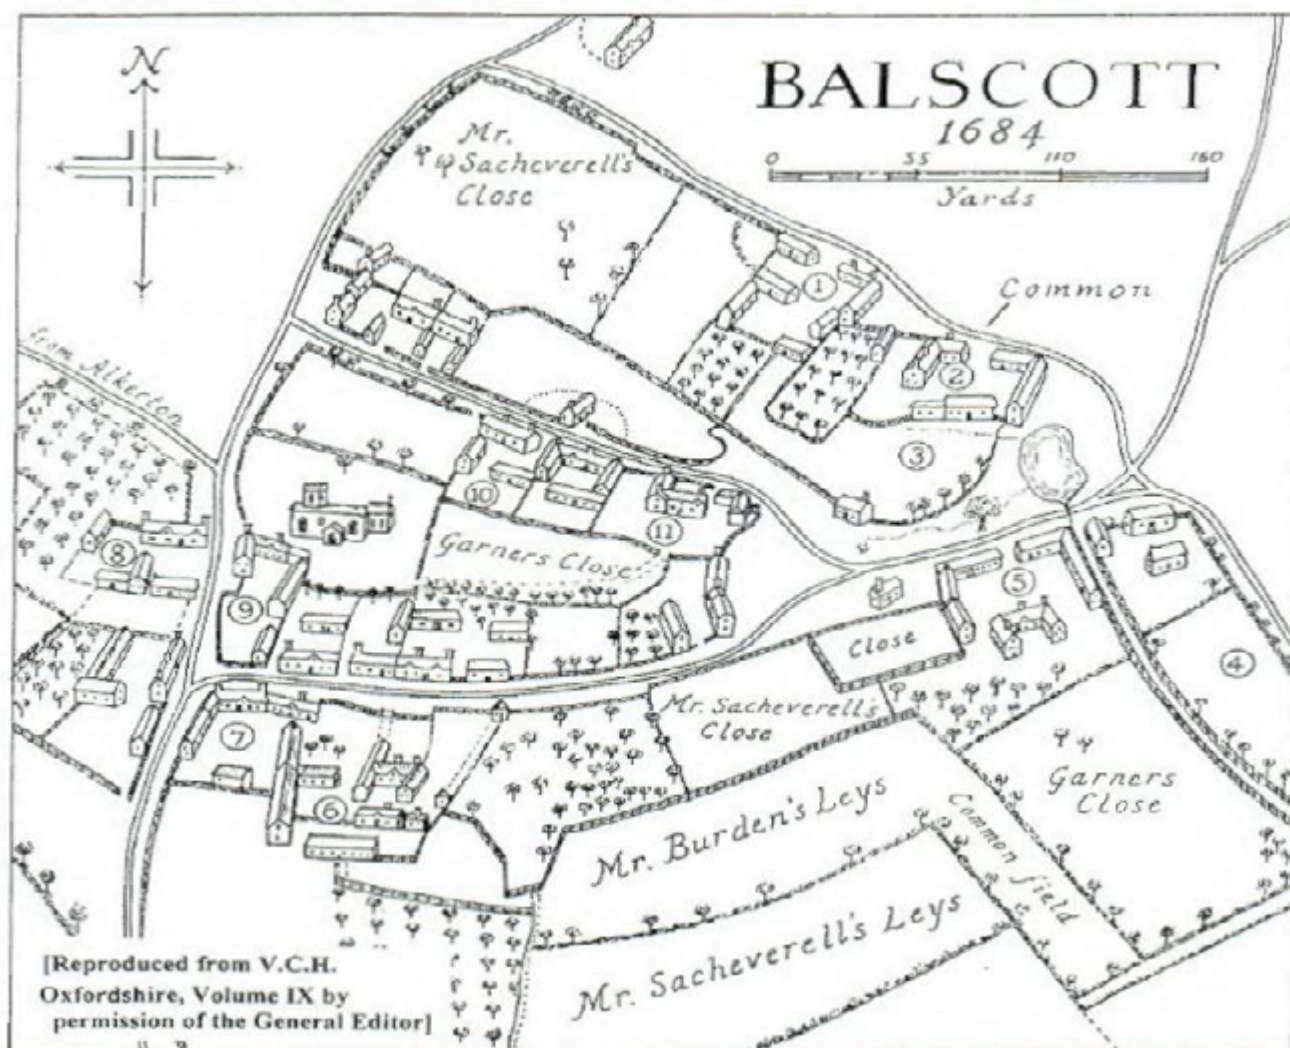 N
BALSCOTT
1684
0 55 110 160
Yards
Mr.
Sacheverell's
Close
1
Common
2
from Alkerton
3
10
11
8
Garners Close
5
9
Close
4
Mr. Sacheverell's
Close
7
Garners
Close
6
Mr. Burden's Leys
Common field
Mr. Sacheverell's Leys
[Reproduced from V.C.H.
Oxfordshire, Volume IX by
permission of the General Editor]